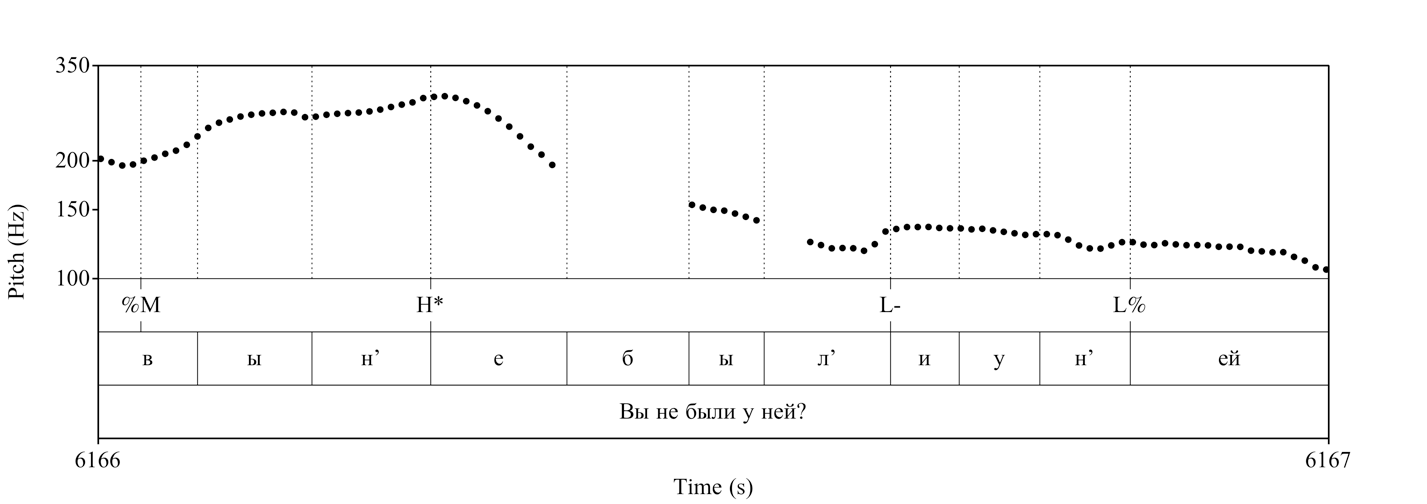 350
200
150
100
Pitch (Hz)
%M H* L- L%
в ы н’ е б ы л’ и у н’ ей
Вы не были у ней?
6166 6167
Time (s)